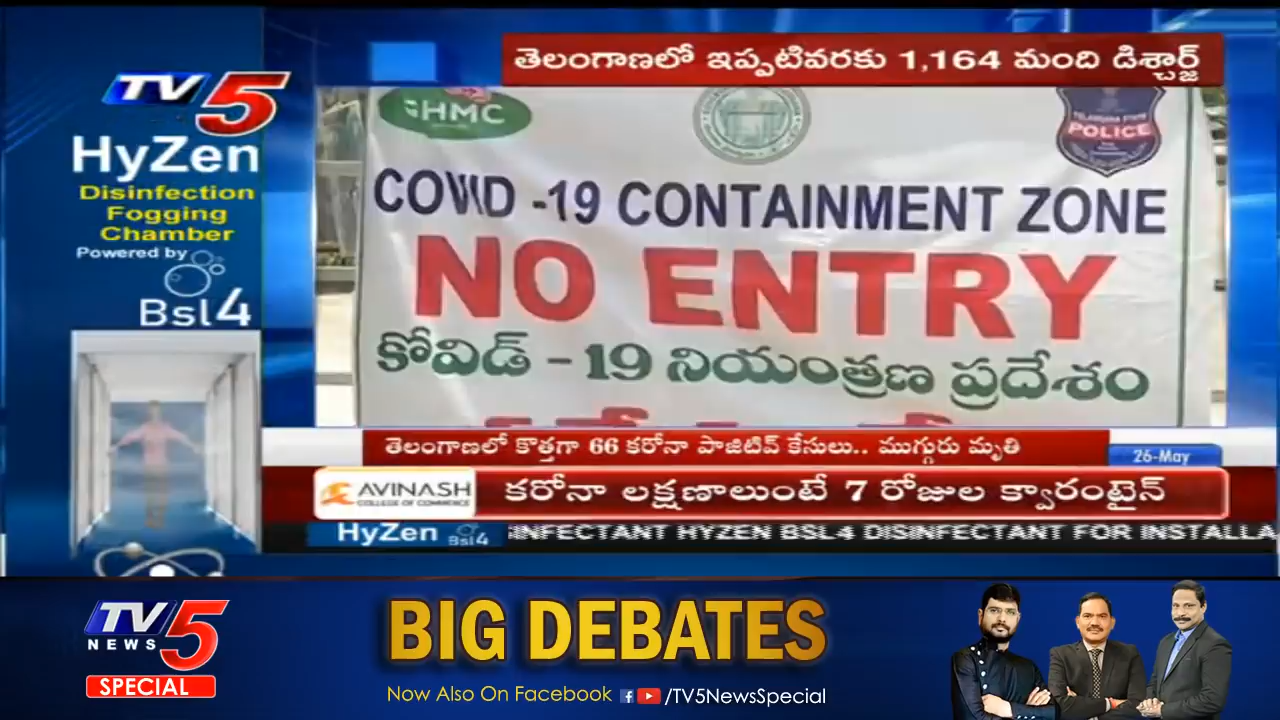 తెలంగాణలో ఇప్పటివరకు 1,164 మంది డిశ్చార్జ్
TV5
HyZen
Disinfection
Fogging
Chamber
Powered by
Bsl4
GHMC
POLICE
COVID -19 CONTAINMENT ZONE
NO ENTRY
కోవిడ్ - 19 నియంత్రణ ప్రదేశం
తెలంగాణలో కొత్తగా 66 కరోనా పాజిటివ్ కేసులు.. ముగ్గురు మృతి
26-May
AVINASH
COLLEGE OF COMMERCE
కరోనా లక్షణాలుంటే 7 రోజుల క్వారంటైన్
HyZen Bsl4
INFECTANT HYZEN BSL4 DISINFECTANT FOR INSTALLA
TV5
NEWS
SPECIAL
BIG DEBATES
Now Also On Facebook /TV5NewsSpecial